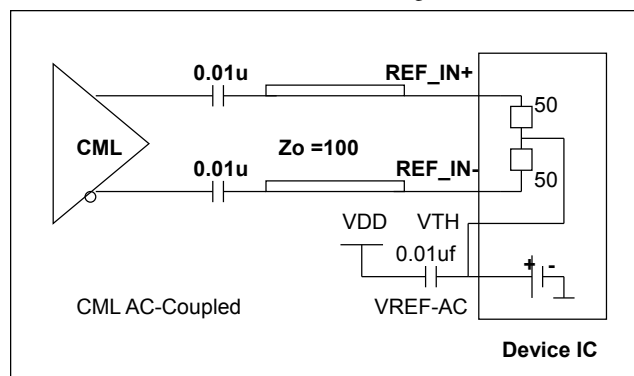 0.01u
REF_IN+
50
CML
0.01u
Zo =100
REF_IN-
50
VDD
VTH
0.01uf
+
-
CML AC-Coupled
VREF-AC
Device IC